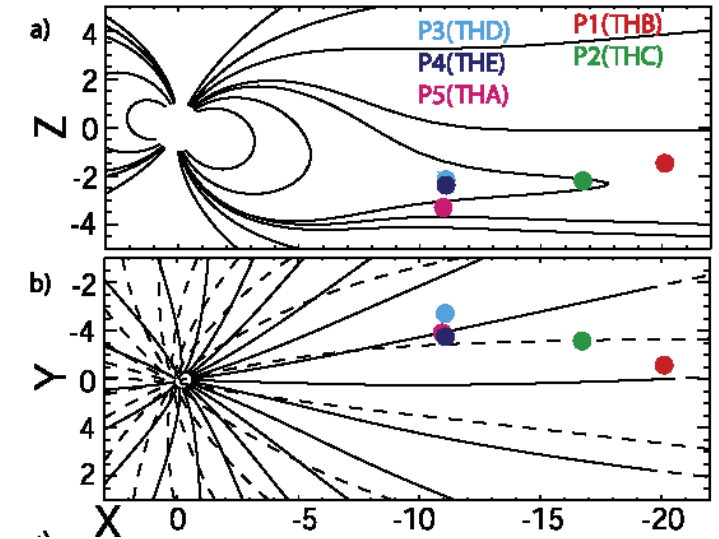 a)
P3(THD) P1(THB)
P4(THE) P2(THC)
P5(THA)
Z
4
2
0
-2
-4
b)
Y
-2
-4
0
4
2
X 0 -5 -10 -15 -20